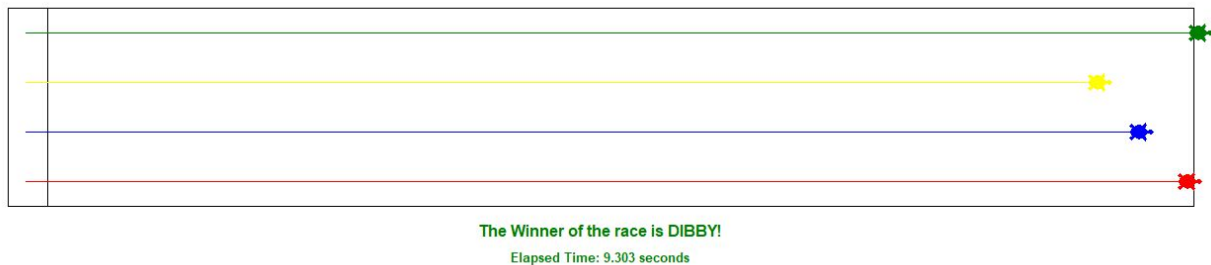 The Winner of the race is DIBBY!
Elapsed Time: 9.303 seconds